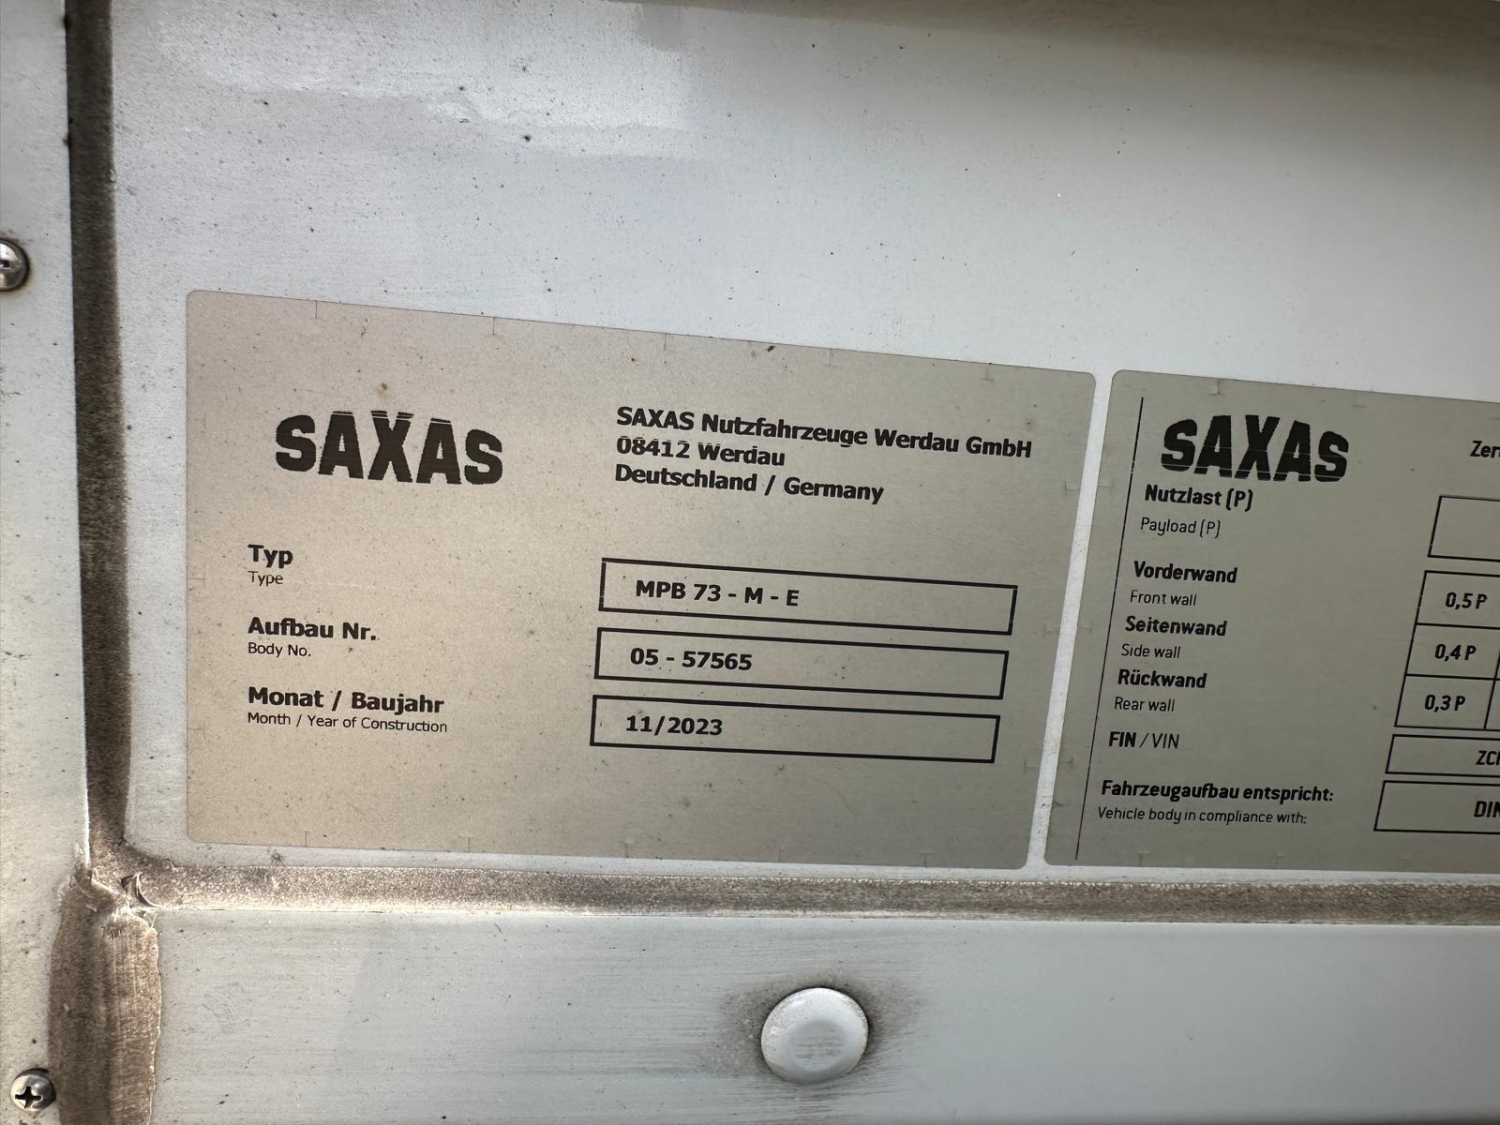 SAXAS
SAXAS Nutzfahrzeuge Werdau GmbH
08412 Werdau
Deutschland / Germany
Typ
Type
MPB 73 - M - E
Aufbau Nr.
Body No.
05 - 57565
Monat / Baujahr
Month / Year of Construction
11/2023
SAXAS
Nutzlast (P)
Payload (P)
Vorderwand
Front wall
0,5 P
Seitenwand
Side wall
0,4 P
Rückwand
Rear wall
0,3 P
FIN / VIN
Fahrzeugaufbau entspricht:
Vehicle body in compliance with: